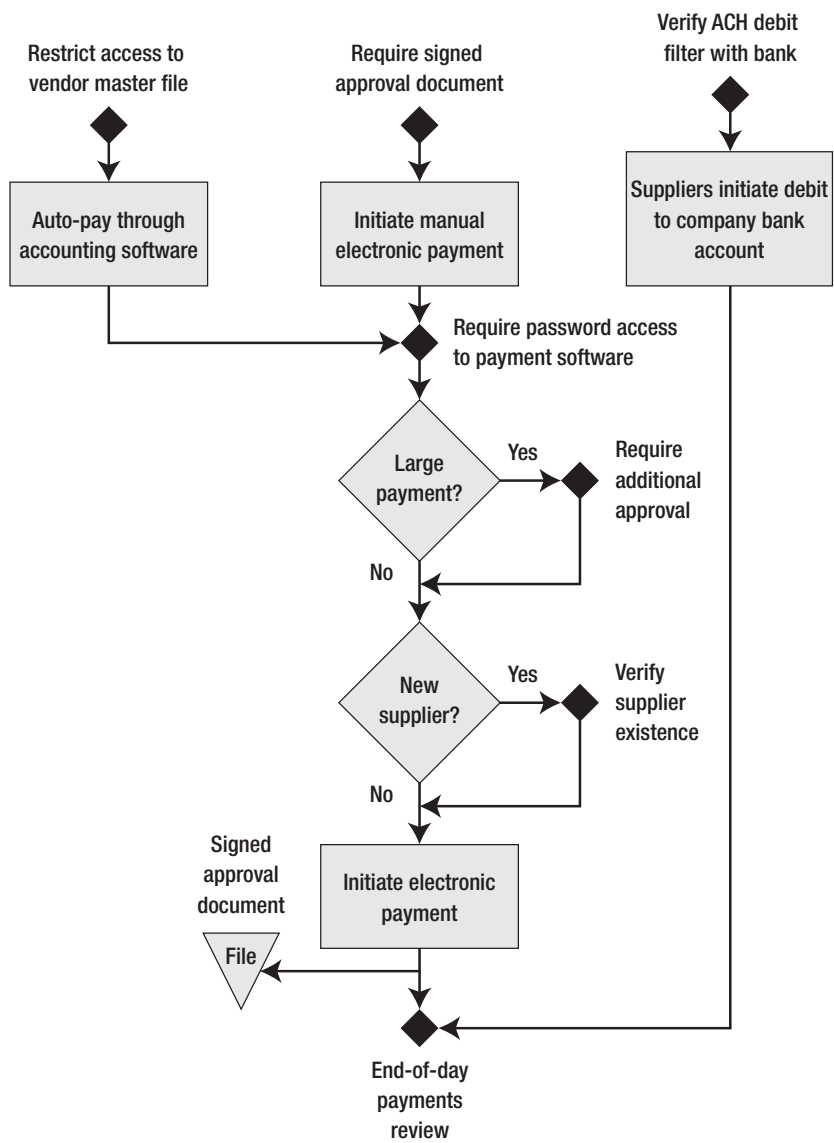 Restrict access to
vendor master file
Require signed
approval document
Verify ACH debit
filter with bank
Auto-pay through
accounting software
Initiate manual
electronic payment
Suppliers initiate debit
to company bank
account
Require password access
to payment software
Large
payment?
Yes
Require
additional
approval
No
New
supplier?
Yes
Verify
supplier
existence
No
Signed
approval
document
File
Initiate electronic
payment
End-of-day
payments
review